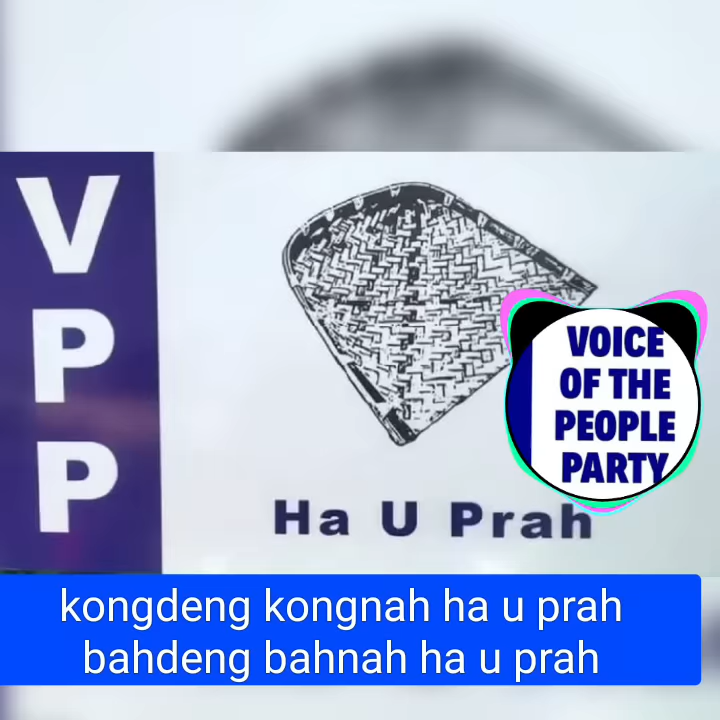 V
P
P
Ha U Prah
VOICE
OF THE
PEOPLE
PARTY
kongdeng kongnah ha u prah
bahdeng bahnah ha u prah